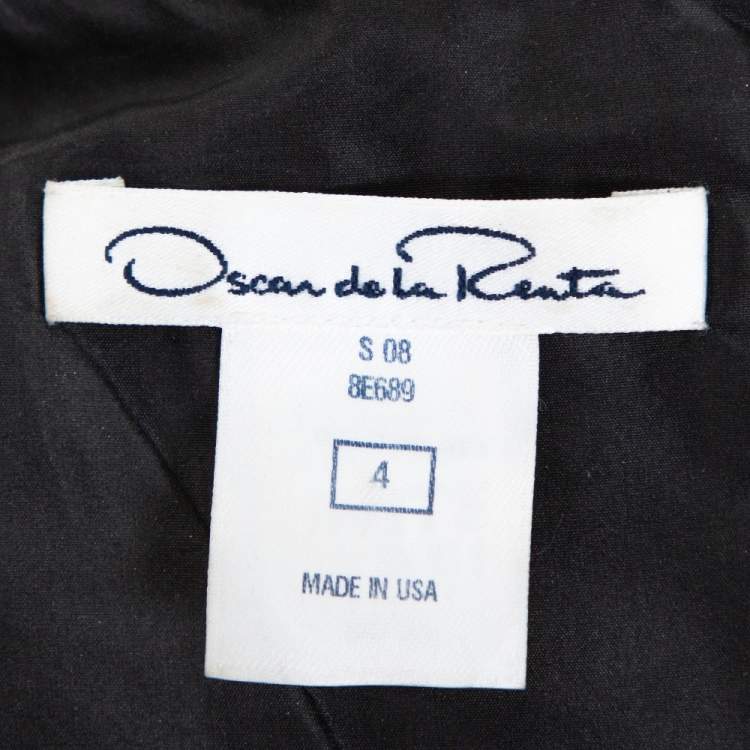 Oscar de la Renta
S 08
8E689
4
MADE IN USA